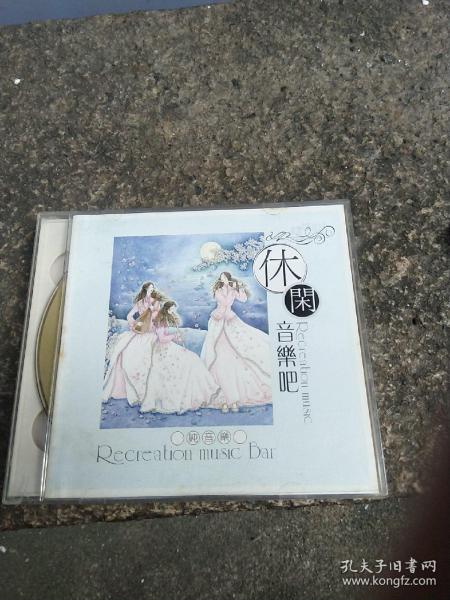 休閑
音樂吧
Recreation music
純音樂
Recreation music Bar
孔夫子旧书网
www.kongfz.com